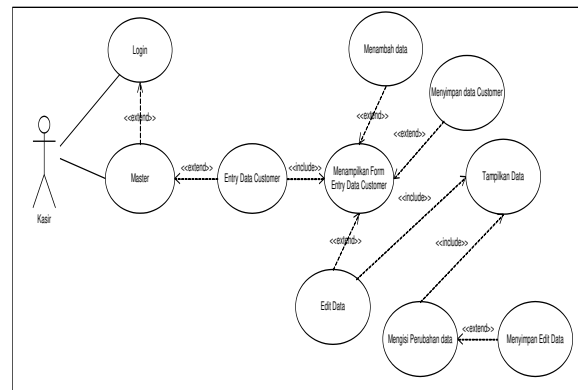 Login
Menambah data
Menyimpan data Customer
<<extend>>
<<extend>>
<<extend>>
Kasir
Master
<<extend>>
Entry Data Customer
<<include>>
Menampilkan Form
Entry Data Customer
Tampilkan Data
<<include>>
<<extend>>
<<include>>
Edit Data
Mengisi Perubahan data
<<extend>>
Menyimpan Edit Data